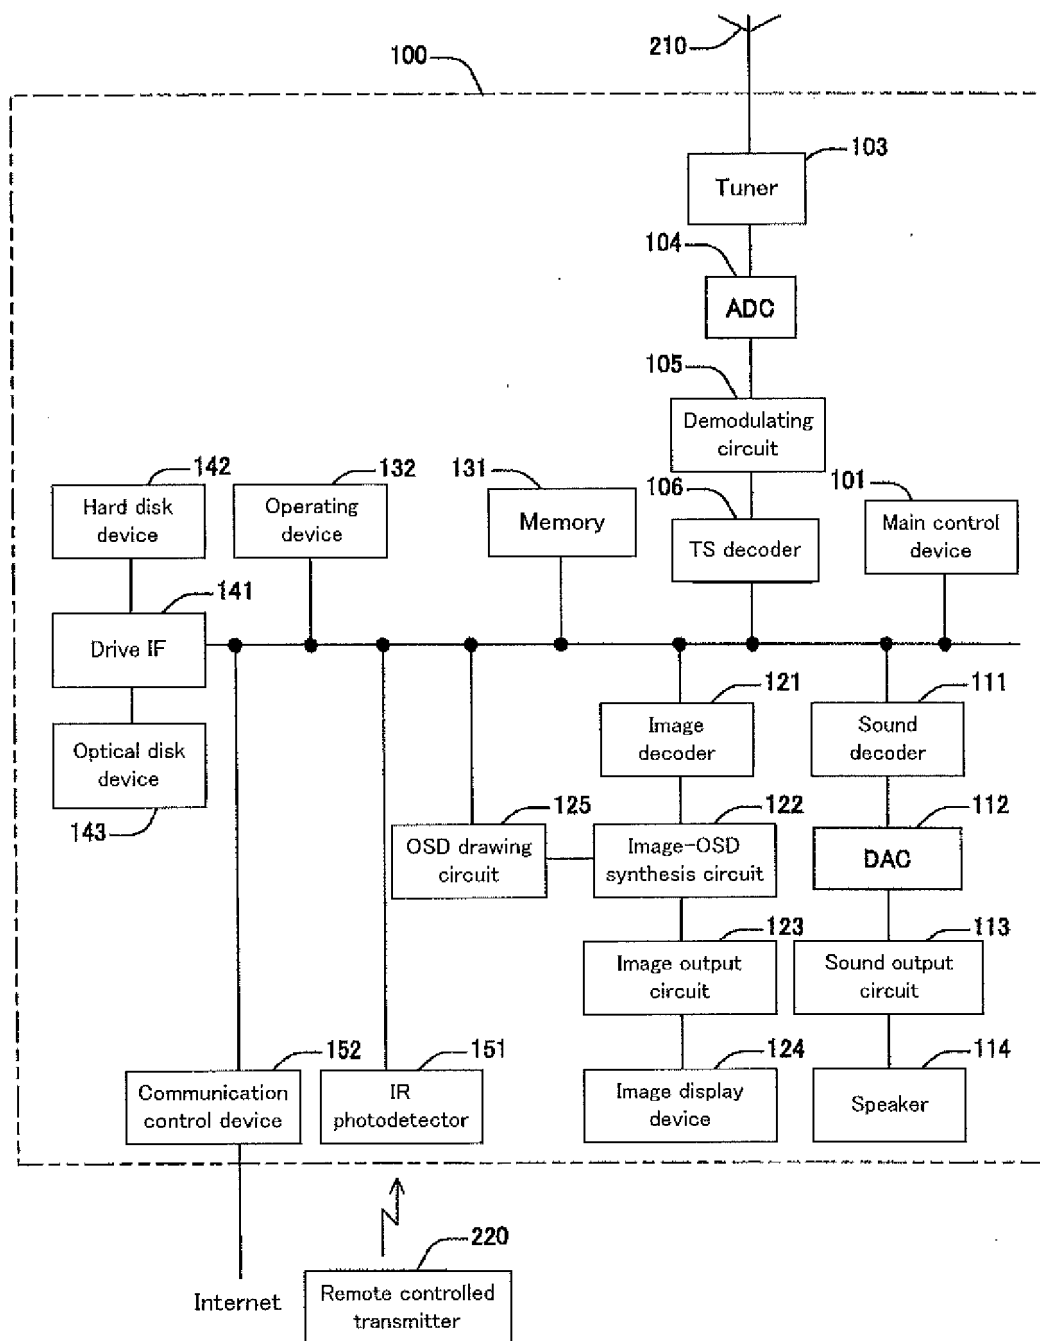 210
100
103
Tuner
104
ADC
105
Demodulating
circuit
142
132
131
106
101
Hard disk
device
Operating
device
Memory
TS decoder
Main control
device
141
Drive IF
121
111
Image
decoder
Sound
decoder
Optical disk
device
143
125
122
112
OSD drawing
circuit
Image-OSD
synthesis circuit
DAC
123
113
Image output
circuit
Sound output
circuit
152
151
124
114
Communication
control device
IR
photodetector
Image display
device
Speaker
220
Internet
Remote controlled
transmitter